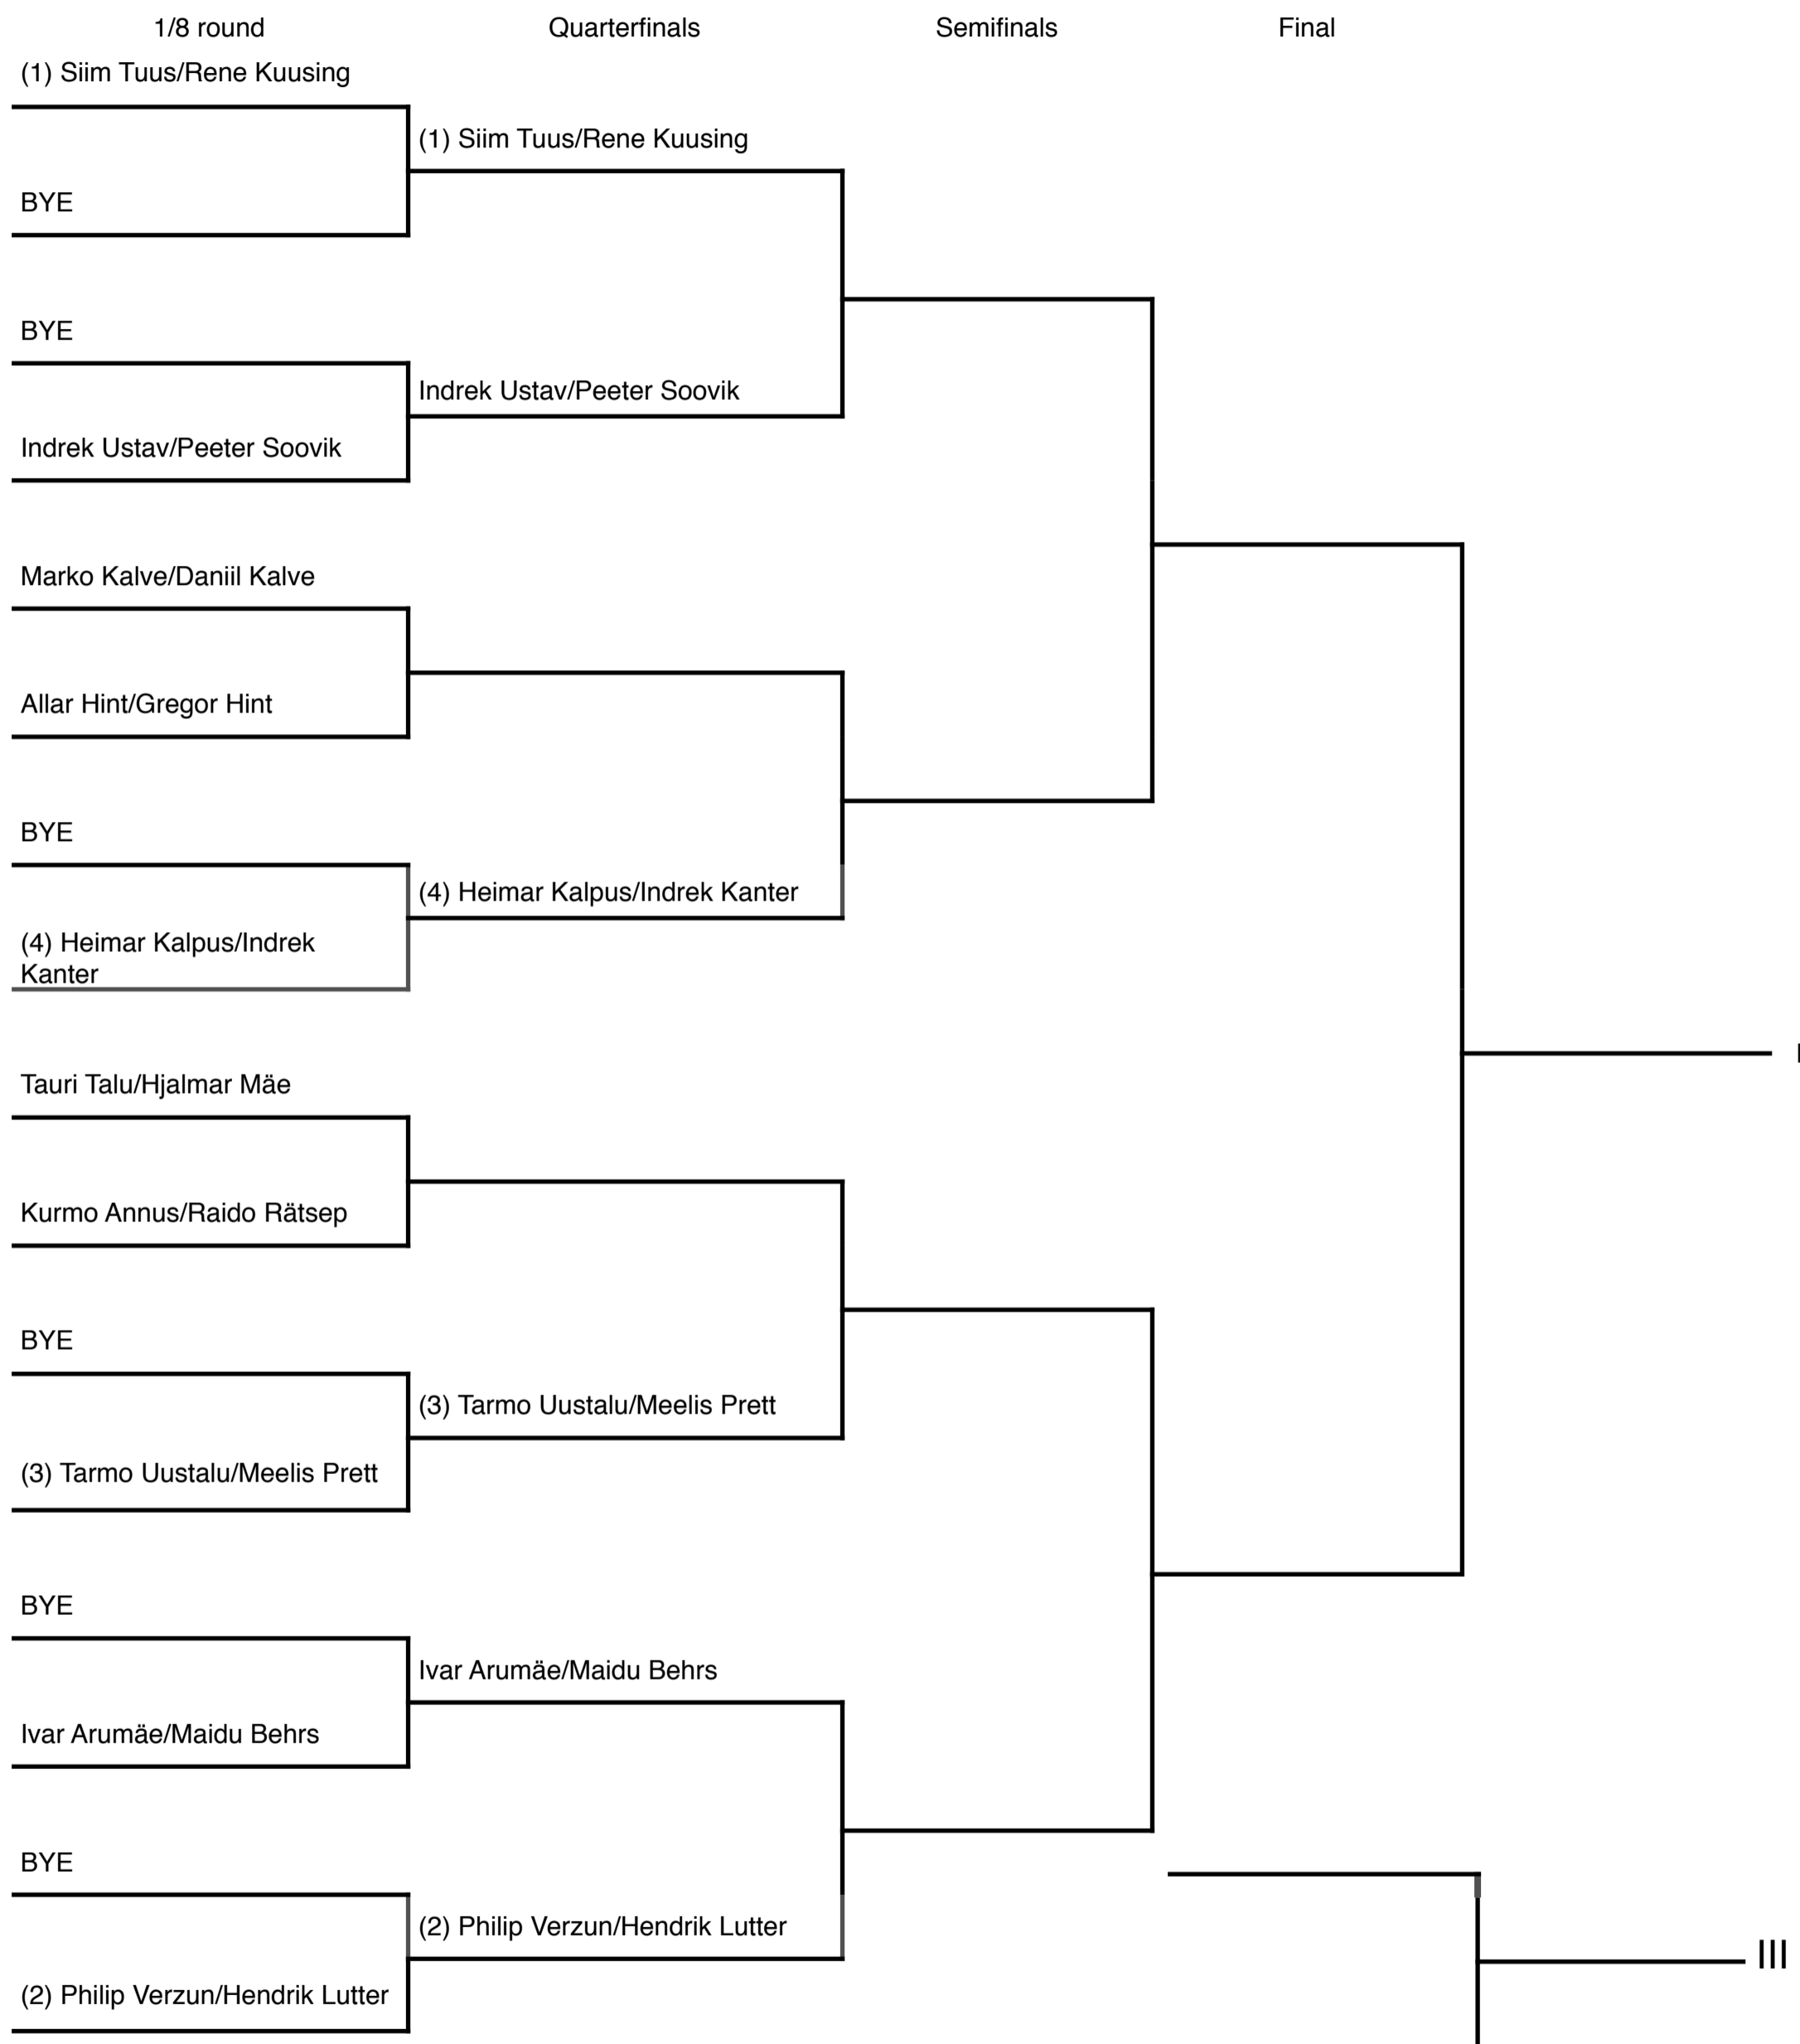 1/8 round
Quarterfinals
Semifinals
Final
(1) Siim Tuus/Rene Kuusing
(1) Siim Tuus/Rene Kuusing
BYE
BYE
Indrek Ustav/Peeter Soovik
Indrek Ustav/Peeter Soovik
Marko Kalve/Daniil Kalve
Allar Hint/Gregor Hint
BYE
(4) Heimar Kalpus/Indrek Kanter
(4) Heimar Kalpus/Indrek
Kanter
Tauri Talu/Hjalmar Mäe
Kurmo Annus/Raido Rätsep
BYE
(3) Tarmo Uustalu/Meelis Prett
(3) Tarmo Uustalu/Meelis Prett
BYE
Ivar Arumäe/Maidu Behrs
Ivar Arumäe/Maidu Behrs
BYE
(2) Philip Verzun/Hendrik Lutter
III
(2) Philip Verzun/Hendrik Lutter